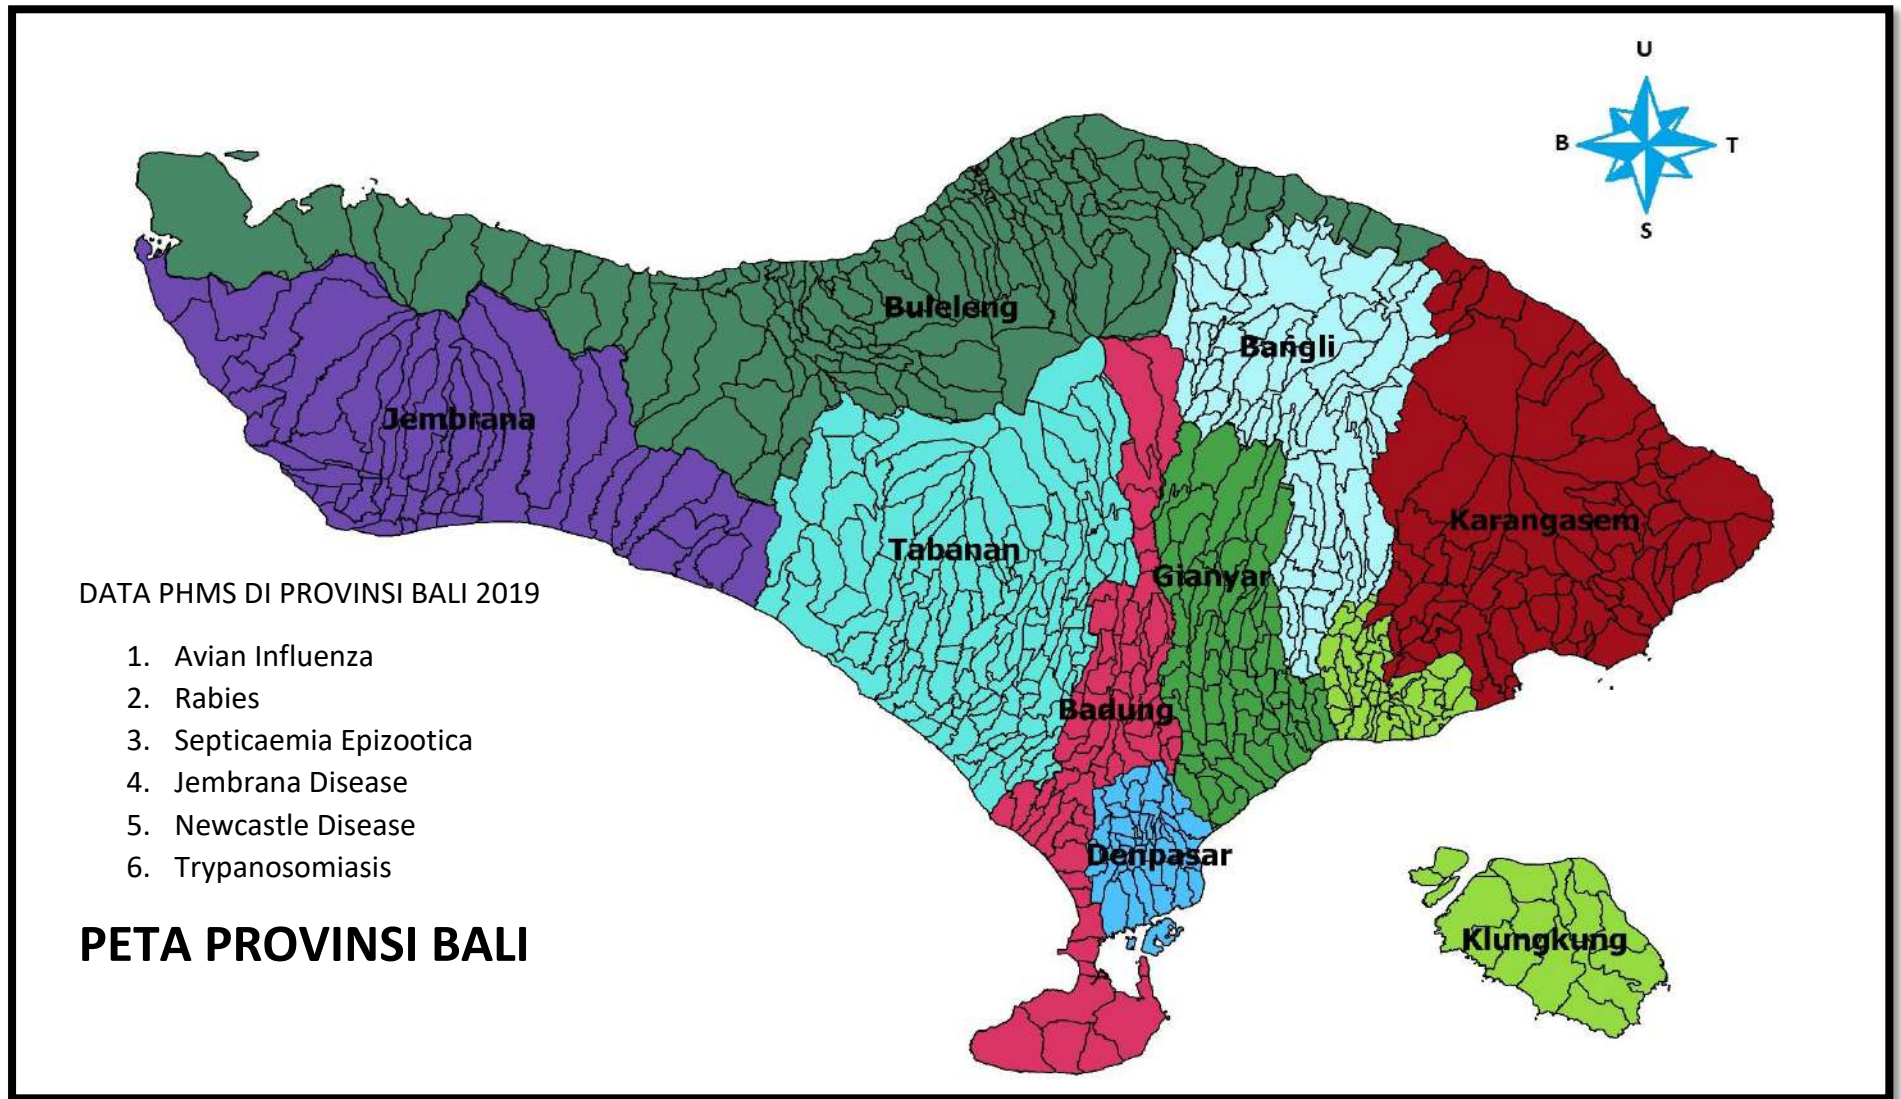 U
B
T
S
Buleleng
Bangli
Jembrana
Karangasem
Tabanan
Gianyar
DATA PHMS DI PROVINSI BALI 2019
1. Avian Influenza
2. Rabies
3. Septicaemia Epizootica
4. Jembrana Disease
5. Newcastle Disease
6. Trypanosomiasis
Badung
Denpasar
Klungkung
PETA PROVINSI BALI